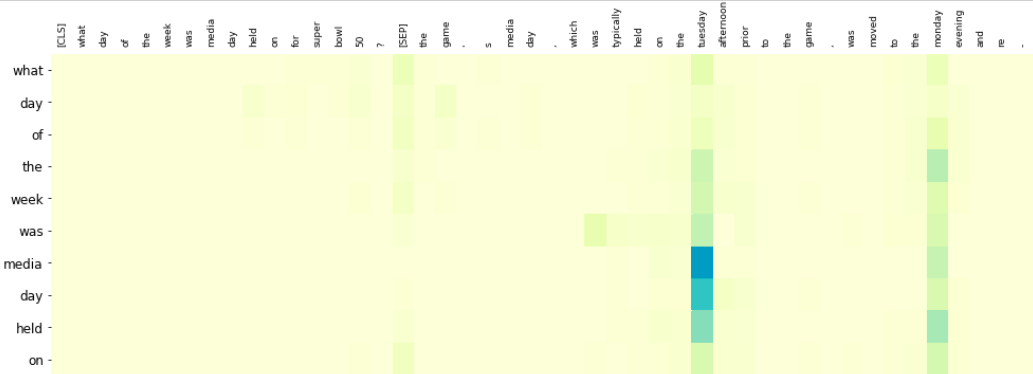 [CLS] what day of the week was media day held on for super bowl 50 ? [SEP] the game , s media day , which was typically held on the tuesday afternoon prior to the game , was moved to the monday evening and re -
what
day
of
the
week
was
media
day
held
on